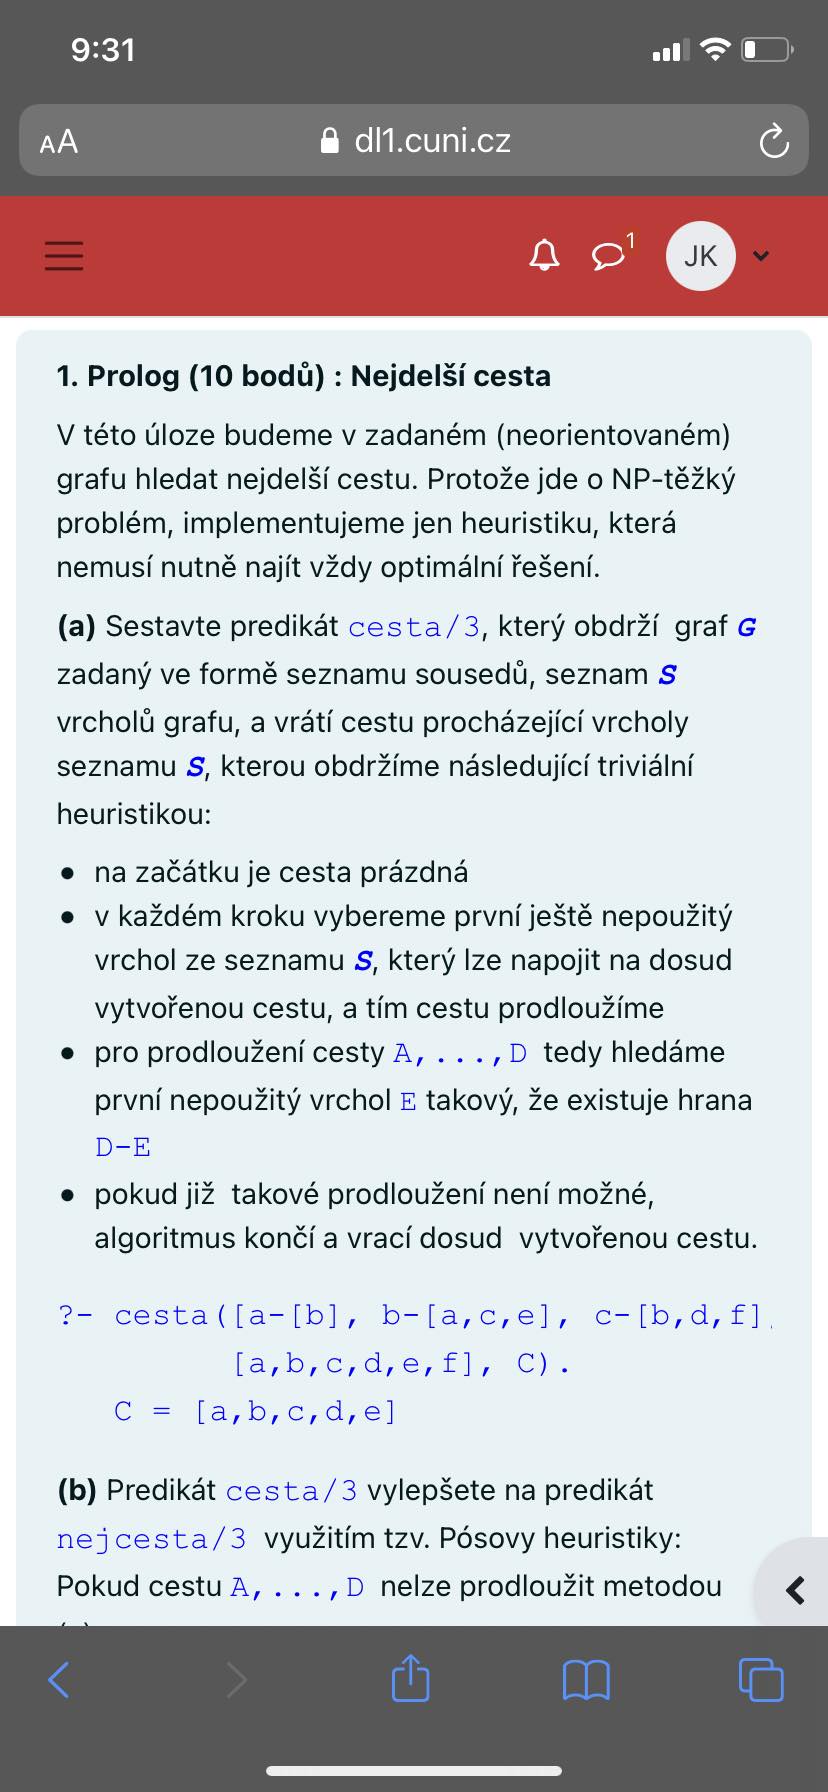 9:31
AA
dl1.cuni.cz
1
JK
1. Prolog (10 bodů) : Nejdelší cesta
V této úloze budeme v zadaném (neorientovaném)
grafu hledat nejdelší cestu. Protože jde o NP-těžký
problém, implementujeme jen heuristiku, která
nemusí nutně najít vždy optimální řešení.
(a) Sestavte predikát cesta/3, který obdrží graf G
zadaný ve formě seznamu sousedů, seznam S
vrcholů grafu, a vrátí cestu procházející vrcholy
seznamu S, kterou obdržíme následující triviální
heuristikou:
• na začátku je cesta prázdná
• v každém kroku vybereme první ještě nepoužitý
vrchol ze seznamu S, který lze napojit na dosud
vytvořenou cestu, a tím cestu prodloužíme
• pro prodloužení cesty A,...,D tedy hledáme
první nepoužitý vrchol E takový, že existuje hrana
D-E
• pokud již takové prodloužení není možné,
algoritmus končí a vrací dosud vytvořenou cestu.
?- cesta([a-[b], b-[a,c,e], c-[b,d,f],
[a,b,c,d,e,f], C).
C = [a,b,c,d,e]
(b) Predikát cesta/3 vylepšete na predikát
nejcesta/3 využitím tzv. Pósovy heuristiky:
Pokud cestu A,...,D nelze prodloužit metodou